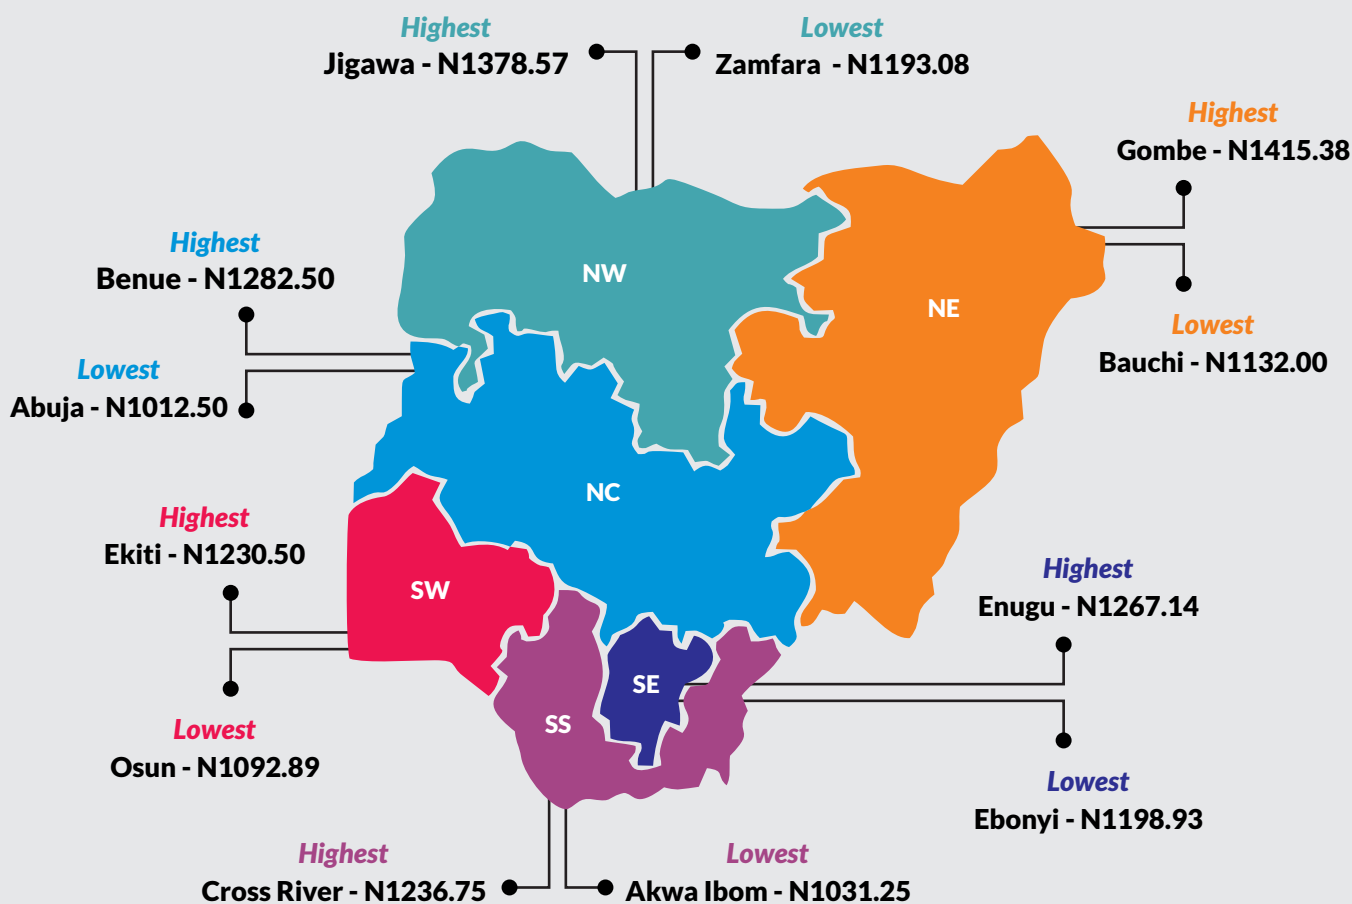 Highest
Jigawa - N1378.57
Lowest
Zamfara - N1193.08
Highest
Gombe - N1415.38
Lowest
Bauchi - N1132.00
Highest
Benue - N1282.50
Lowest
Abuja - N1012.50
NW
NE
NC
SW
SE
SS
Highest
Ekiti - N1230.50
Lowest
Osun - N1092.89
Highest
Enugu - N1267.14
Lowest
Ebonyi - N1198.93
Highest
Cross River - N1236.75
Lowest
Akwa Ibom - N1031.25